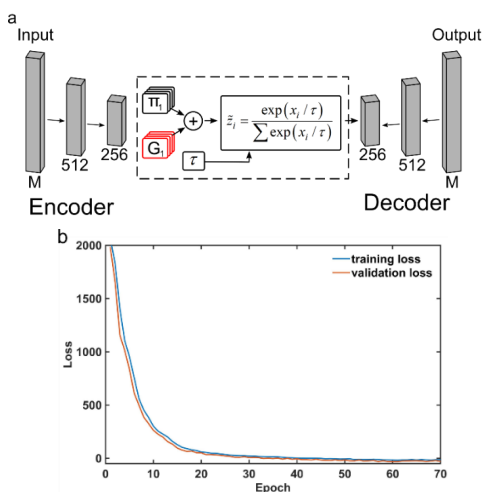 a
Input
Output
Π₁
G₁
+
τ
z̃ᵢ = exp(xᵢ / τ) / ∑ exp(xᵢ / τ)
M
512
256
256
512
M
Encoder
Decoder
b
training loss
validation loss
Loss
2000
1500
1000
500
0
0 10 20 30 40 50 60 70
Epoch